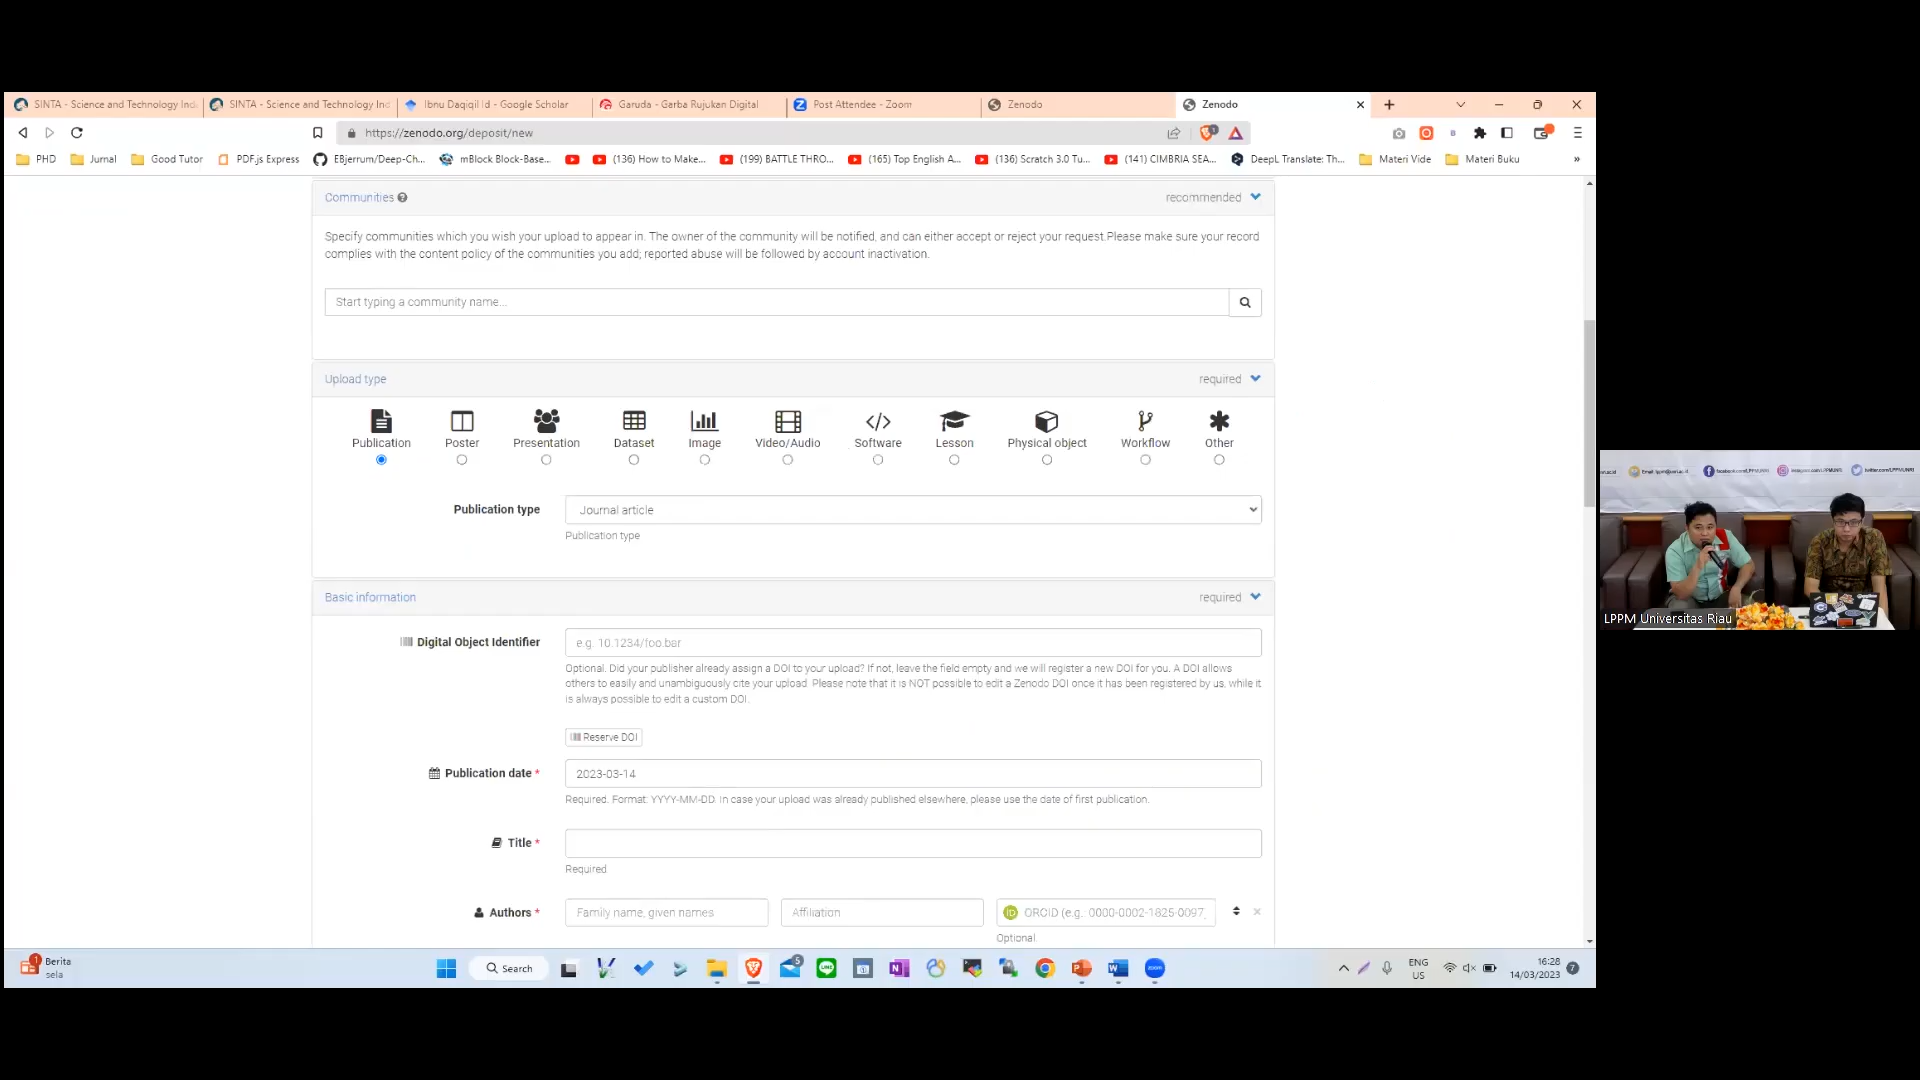 SINTA - Science and Technology Ind
SINTA - Science and Technology Ind
Ibnu Daqiqil Id - Google Scholar
Garuda - Garba Rujukan Digital
Post Attendee - Zoom
Zenodo
Zenodo
https://zenodo.org/deposit/new
PHD
Jurnal
Good Tutor
PDF.js Express
EBjerrum/Deep-Ch...
mBlock Block-Base...
(136) How to Make...
(199) BATTLE THRO...
(165) Top English A...
(136) Scratch 3.0 Tu...
(141) CIMBRIA SEA...
DeepL Translate: Th...
Materi Vide
Materi Buku
»
Communities
recommended
Specify communities which you wish your upload to appear in. The owner of the community will be notified, and can either accept or reject your request.Please make sure your record
complies with the content policy of the communities you add; reported abuse will be followed by account inactivation.
Start typing a community name...
Upload type
required
Publication
Poster
Presentation
Dataset
Image
Video/Audio
Software
Lesson
Physical object
Workflow
Other
Publication type
Journal article
Publication type
Basic information
required
Digital Object Identifier
e.g. 10.1234/foo.bar
Optional. Did your publisher already assign a DOI to your upload? If not, leave the field empty and we will register a new DOI for you. A DOI allows
others to easily and unambiguously cite your upload. Please note that it is NOT possible to edit a Zenodo DOI once it has been registered by us, while it
is always possible to edit a custom DOI.
Reserve DOI
Publication date *
2023-03-14
Required. Format: YYYY-MM-DD. In case your upload was already published elsewhere, please use the date of first publication.
Title *
Required.
Authors *
Family name, given names
Affiliation
ORCID (e.g.: 0000-0002-1825-0097
Optional.
LPPM Universitas Riau
1
Berita
sela
Search
5
ENG
US
16:28
14/03/2023
7